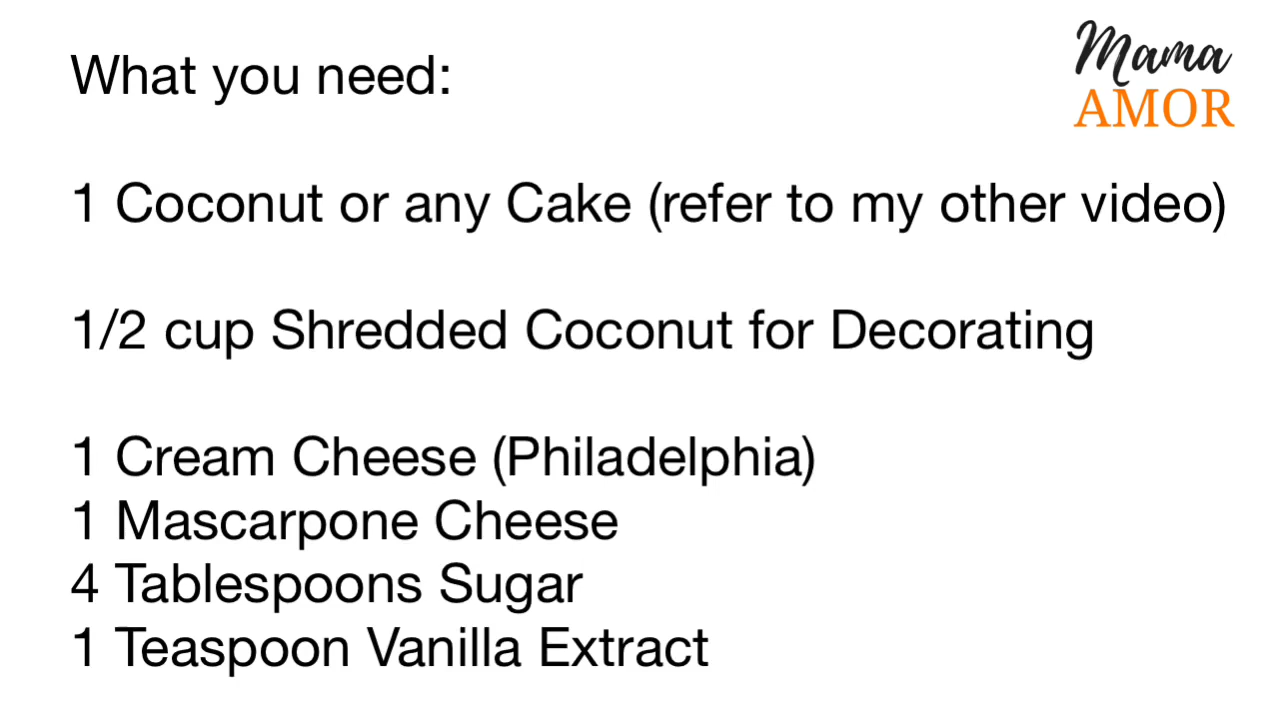 What you need:
Mama
AMOR
1 Coconut or any Cake (refer to my other video)
1/2 cup Shredded Coconut for Decorating
1 Cream Cheese (Philadelphia)
1 Mascarpone Cheese
4 Tablespoons Sugar
1 Teaspoon Vanilla Extract